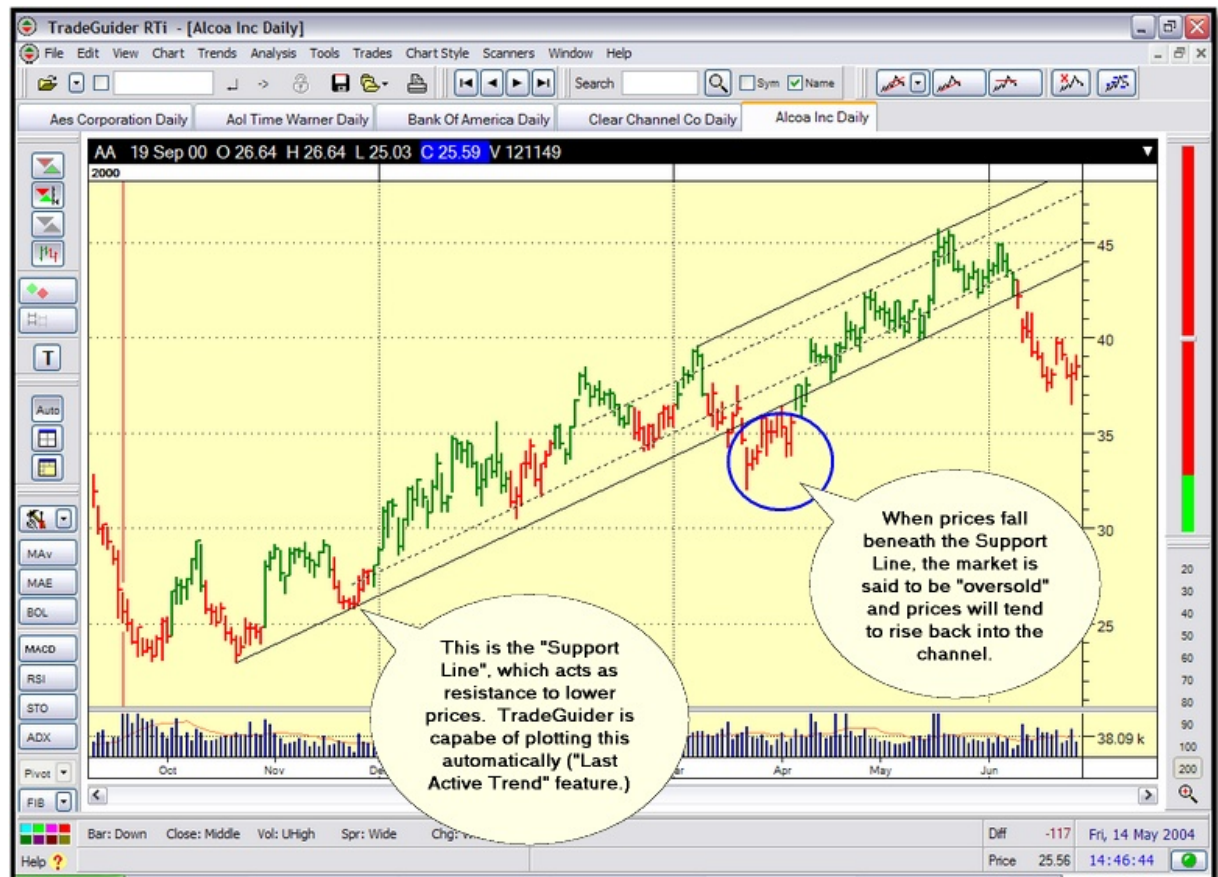 TradeGuider RTi - [Alcoa Inc Daily]
File Edit View Chart Trends Analysis Tools Trades Chart Style Scanners Window Help
Search Sym Name
Aes Corporation Daily Aol Time Warner Daily Bank Of America Daily Clear Channel Co Daily Alcoa Inc Daily
AA 19 Sep 00 O 26.64 H 26.64 L 25.03 C 25.59 V 121149
2000
45
40
35
30
25
38.09 k
T
Auto
MAv
MAE
BOL
MACD
RSI
STO
ADX
Pivot
FIB
When prices fall
beneath the Support
Line, the market is
said to be "oversold"
and prices will tend
to rise back into the
channel.
This is the "Support
Line", which acts as
resistance to lower
prices. TradeGuider is
capabe of plotting this
automatically ("Last
Active Trend" feature.)
20
30
40
50
60
70
80
90
100
200
Oct Nov Apr May Jun
Bar: Down Close: Middle Vol: UHigh Spr: Wide Diff -117 Fri, 14 May 2004
Help ? Price 25.56 14:46:44